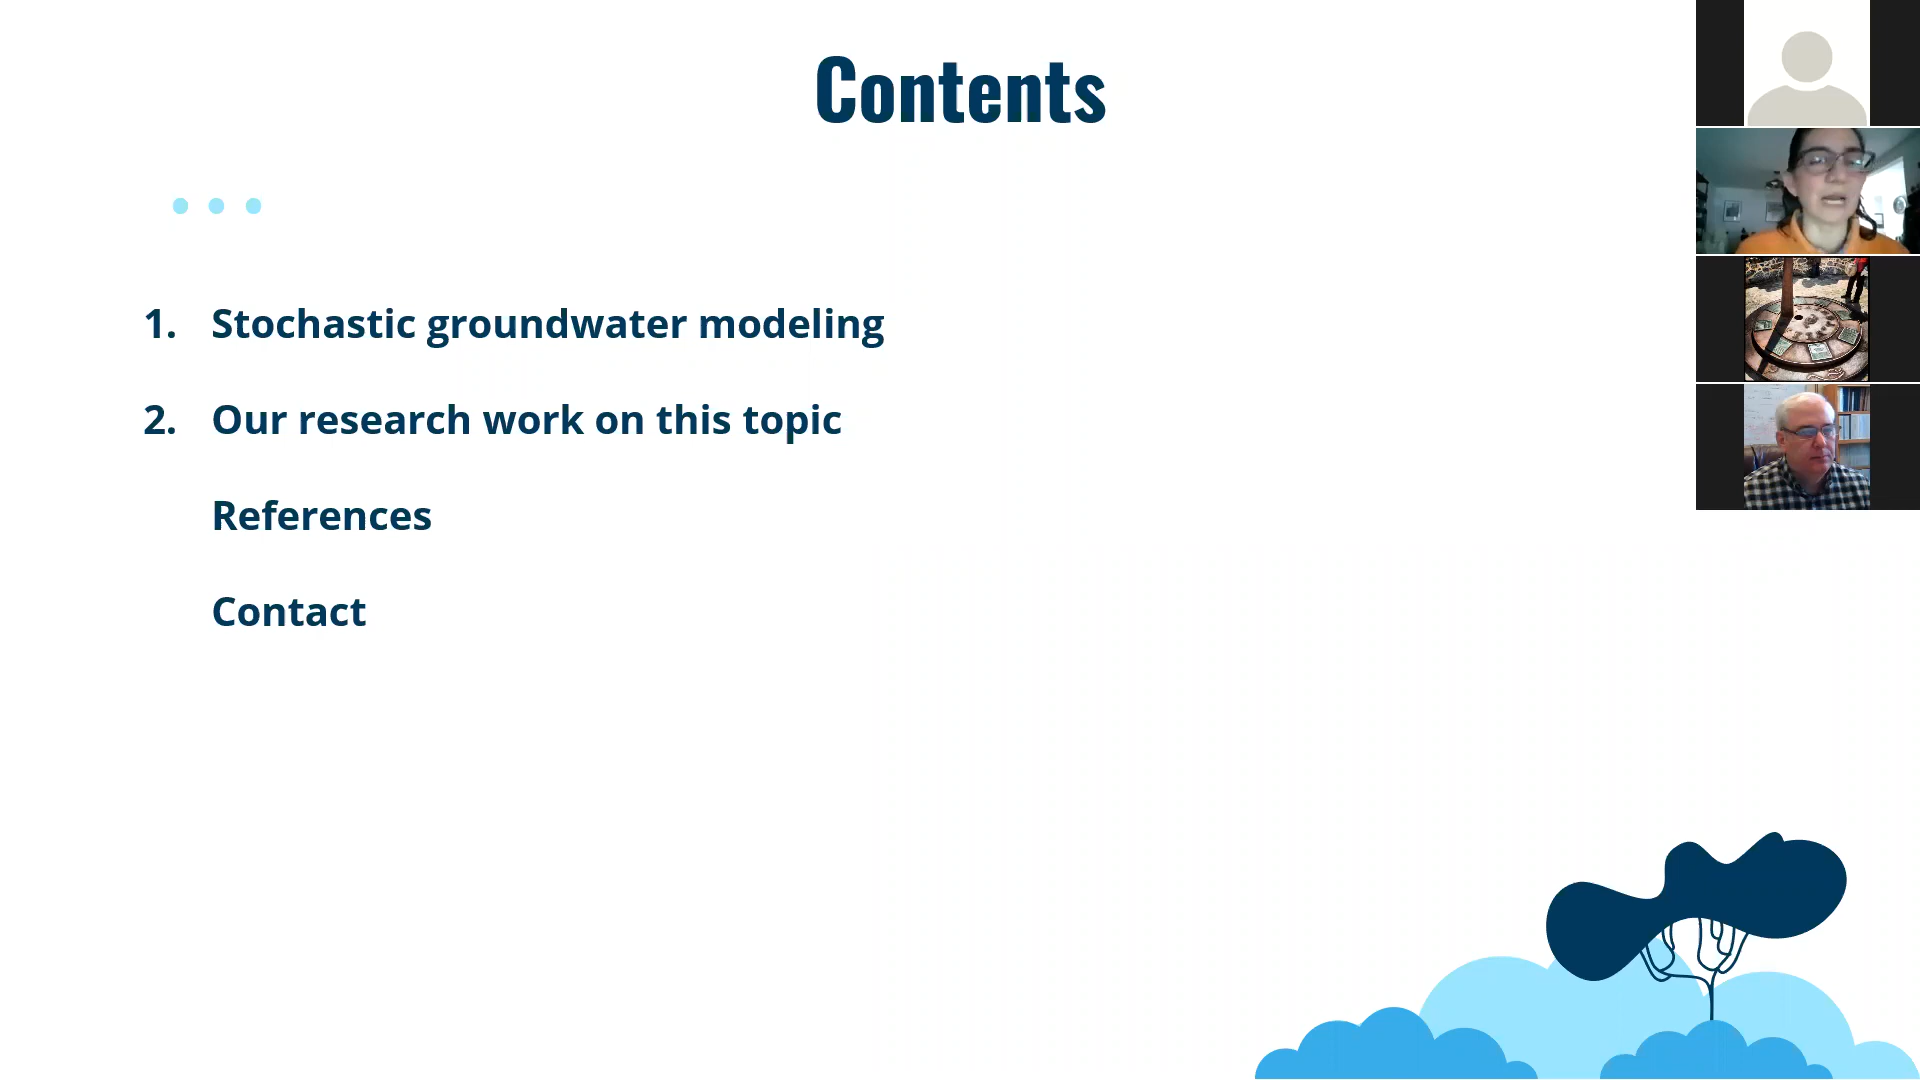 Contents
1. Stochastic groundwater modeling
2. Our research work on this topic
References
Contact